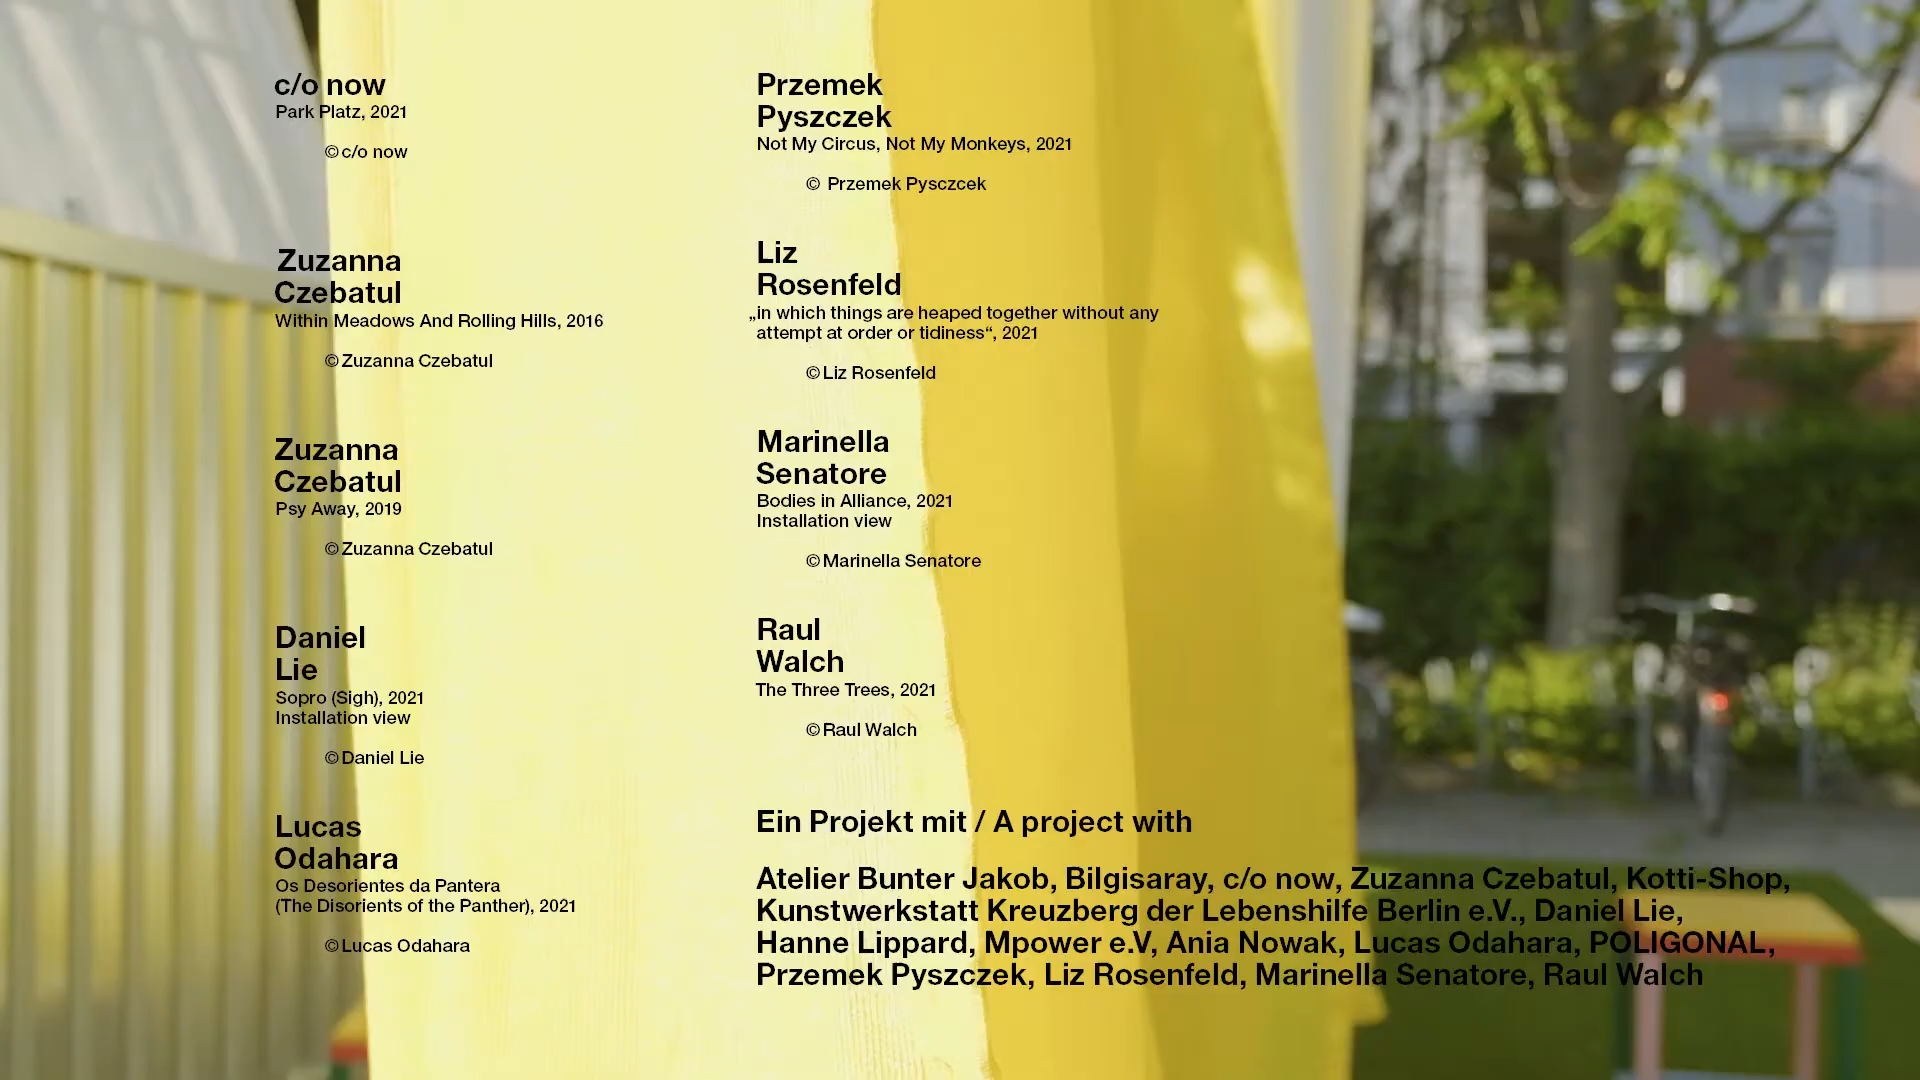 c/o now
Park Platz, 2021
© c/o now
Zuzanna
Czebatul
Within Meadows And Rolling Hills, 2016
© Zuzanna Czebatul
Zuzanna
Czebatul
Psy Away, 2019
© Zuzanna Czebatul
Daniel
Lie
Sopro (Sigh), 2021
Installation view
© Daniel Lie
Lucas
Odahara
Os Desorientes da Pantera
(The Disorients of the Panther), 2021
© Lucas Odahara
Przemek
Pyszczek
Not My Circus, Not My Monkeys, 2021
© Przemek Pysczcek
Liz
Rosenfeld
„in which things are heaped together without any
attempt at order or tidiness“, 2021
© Liz Rosenfeld
Marinella
Senatore
Bodies in Alliance, 2021
Installation view
© Marinella Senatore
Raul
Walch
The Three Trees, 2021
© Raul Walch
Ein Projekt mit / A project with
Atelier Bunter Jakob, Bilgisaray, c/o now, Zuzanna Czebatul, Kotti-Shop,
Kunstwerkstatt Kreuzberg der Lebenshilfe Berlin e.V., Daniel Lie,
Hanne Lippard, Mpower e.V, Ania Nowak, Lucas Odahara, POLIGONAL,
Przemek Pyszczek, Liz Rosenfeld, Marinella Senatore, Raul Walch